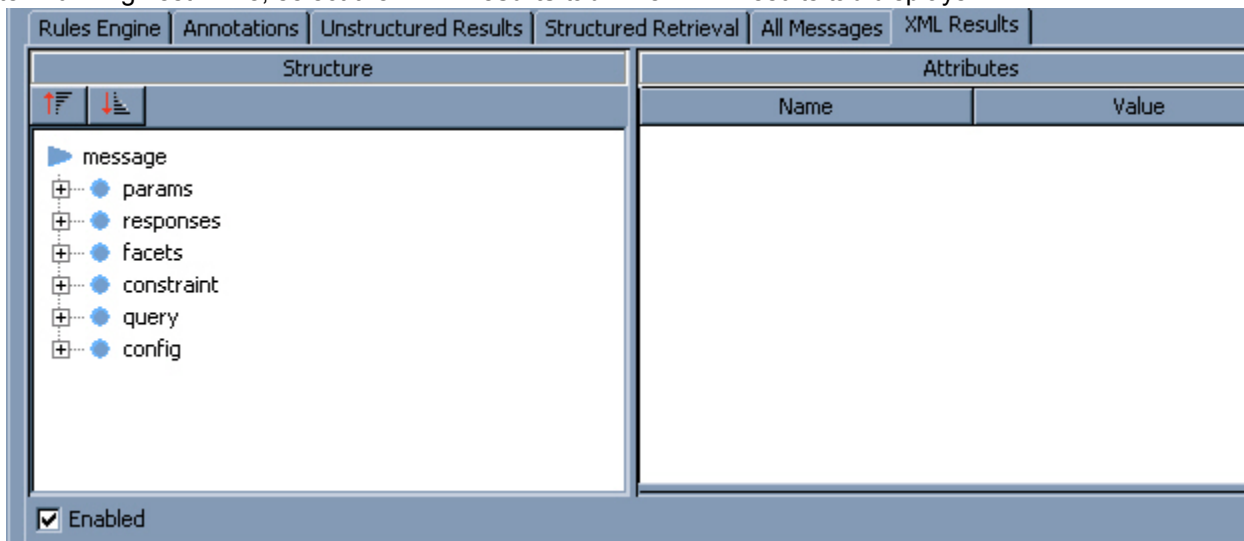 Rules Engine Annotations Unstructured Results Structured Retrieval All Messages XML Results
Structure Attributes
Name Value
message
params
responses
facets
constraint
query
config
Enabled